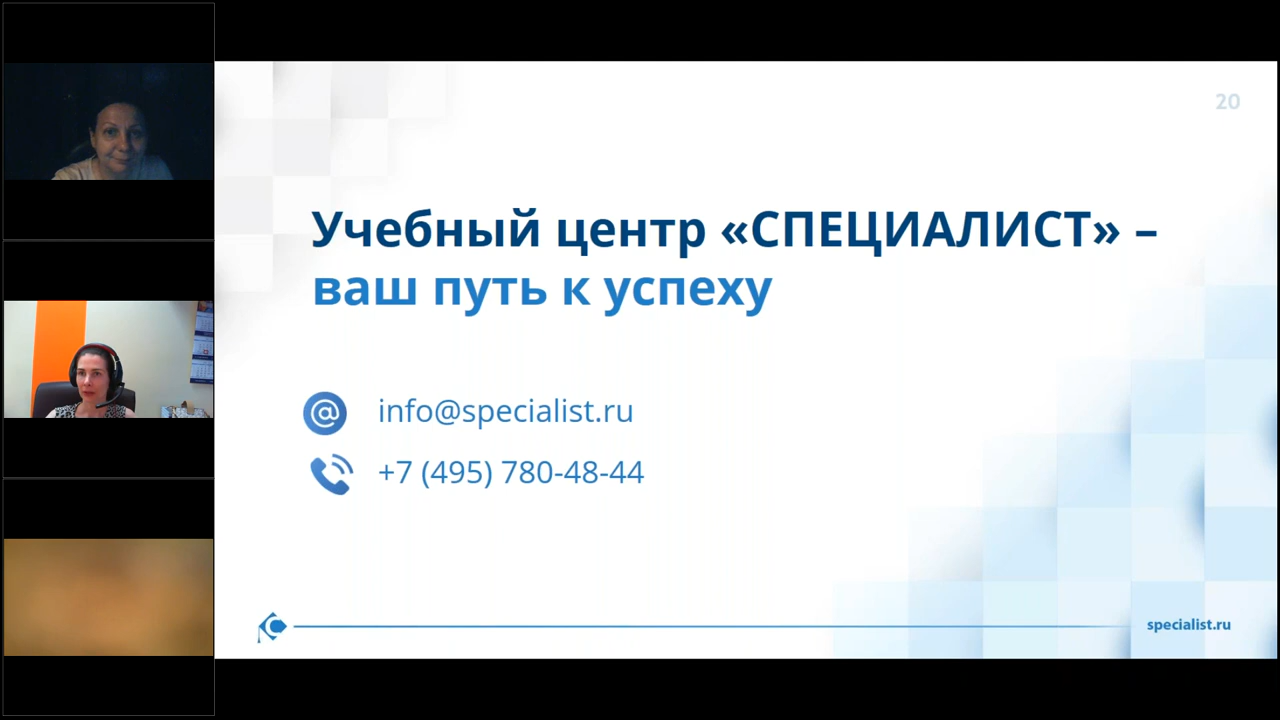 20
Учебный центр «СПЕЦИАЛИСТ» –
ваш путь к успеху
info@specialist.ru
+7 (495) 780-48-44
specialist.ru